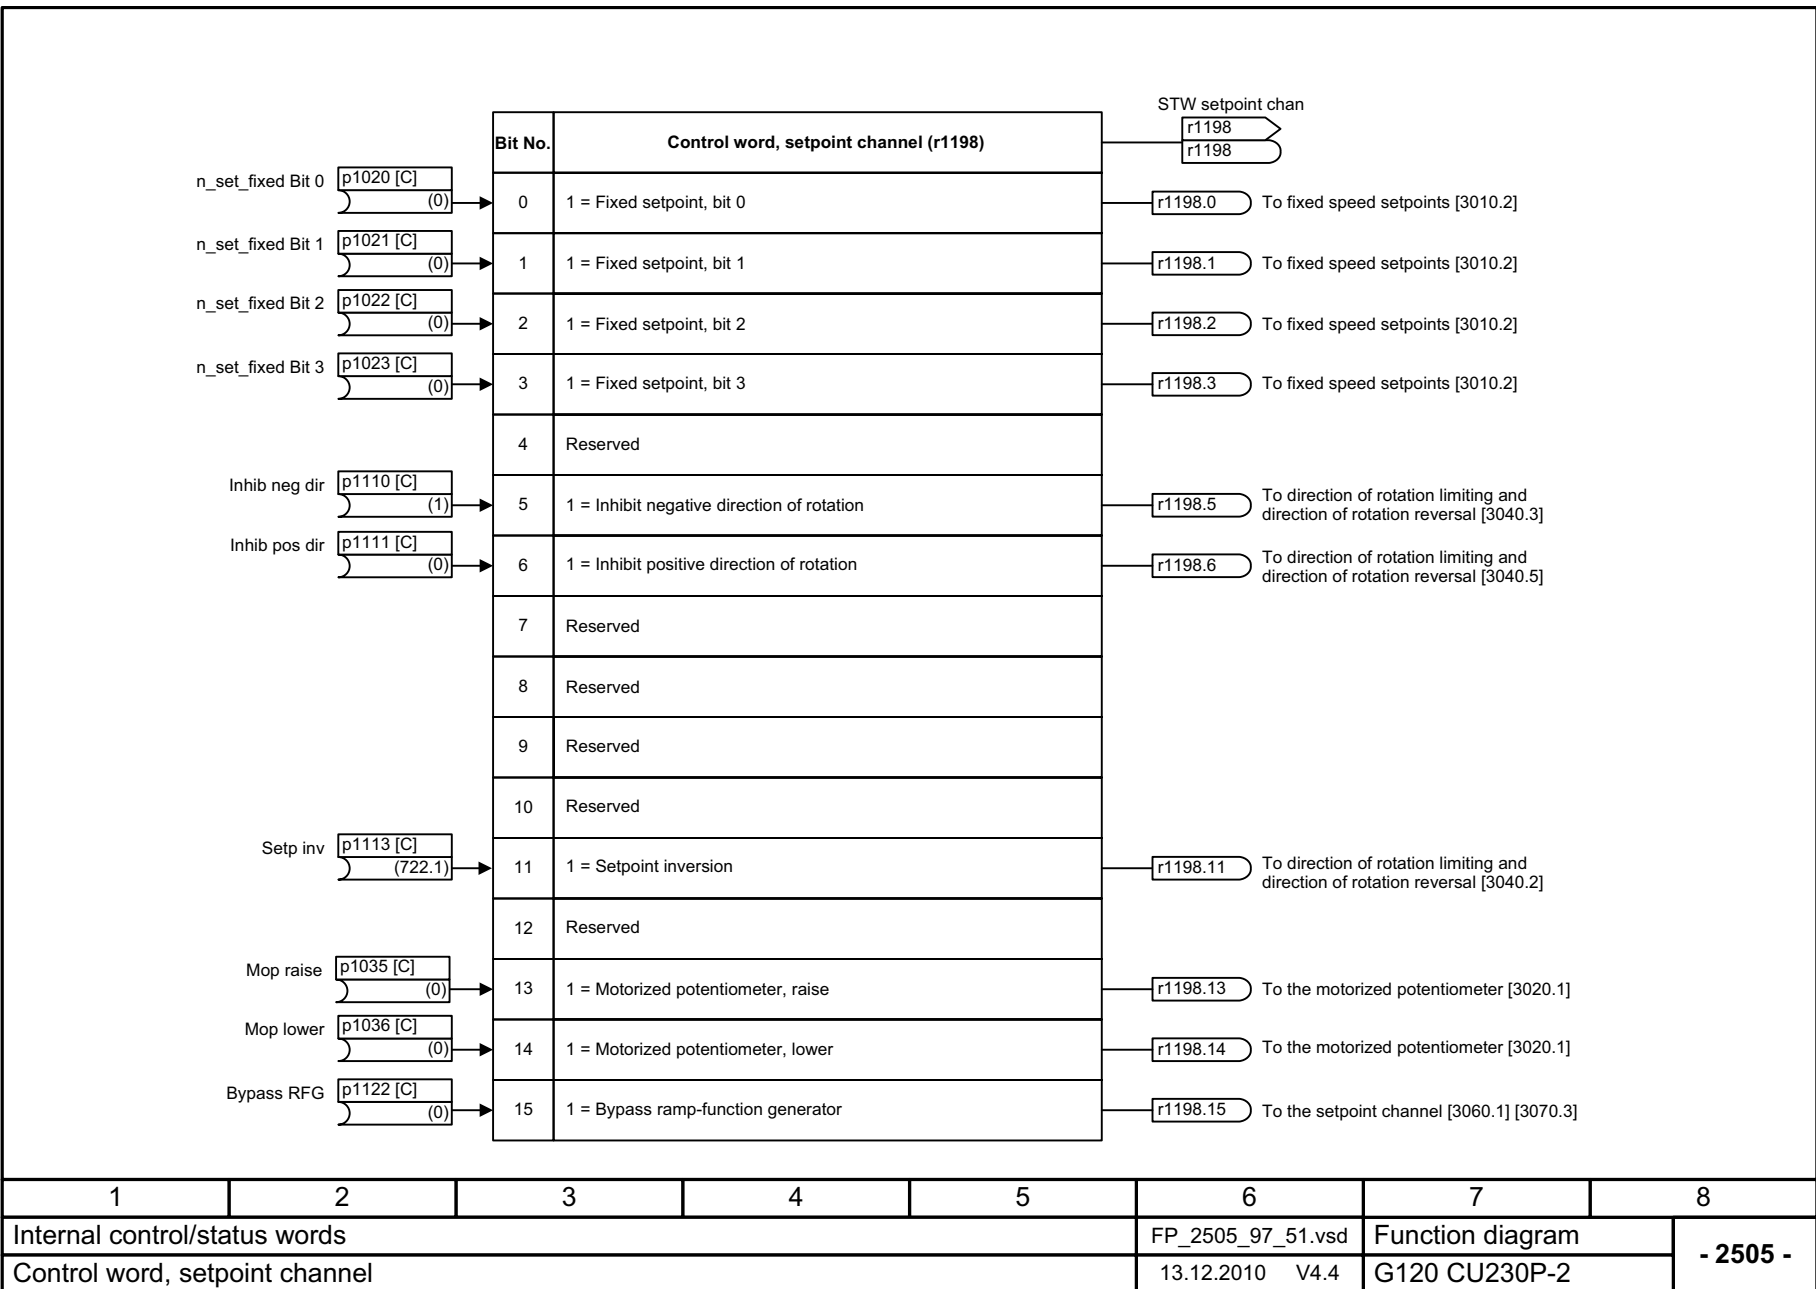 STW setpoint chan
r1198
r1198
Bit No. Control word, setpoint channel (r1198)
n_set_fixed Bit 0 p1020 [C]
(0) 0 1 = Fixed setpoint, bit 0 r1198.0 To fixed speed setpoints [3010.2]
n_set_fixed Bit 1 p1021 [C]
(0) 1 1 = Fixed setpoint, bit 1 r1198.1 To fixed speed setpoints [3010.2]
n_set_fixed Bit 2 p1022 [C]
(0) 2 1 = Fixed setpoint, bit 2 r1198.2 To fixed speed setpoints [3010.2]
n_set_fixed Bit 3 p1023 [C]
(0) 3 1 = Fixed setpoint, bit 3 r1198.3 To fixed speed setpoints [3010.2]
4 Reserved
Inhib neg dir p1110 [C]
(1) 5 1 = Inhibit negative direction of rotation r1198.5 To direction of rotation limiting and
direction of rotation reversal [3040.3]
Inhib pos dir p1111 [C]
(0) 6 1 = Inhibit positive direction of rotation r1198.6 To direction of rotation limiting and
direction of rotation reversal [3040.5]
7 Reserved
8 Reserved
9 Reserved
10 Reserved
Setp inv p1113 [C]
(722.1) 11 1 = Setpoint inversion r1198.11 To direction of rotation limiting and
direction of rotation reversal [3040.2]
12 Reserved
Mop raise p1035 [C]
(0) 13 1 = Motorized potentiometer, raise r1198.13 To the motorized potentiometer [3020.1]
Mop lower p1036 [C]
(0) 14 1 = Motorized potentiometer, lower r1198.14 To the motorized potentiometer [3020.1]
Bypass RFG p1122 [C]
(0) 15 1 = Bypass ramp-function generator r1198.15 To the setpoint channel [3060.1] [3070.3]
1 2 3 4 5 6 7 8
Internal control/status words FP_2505_97_51.vsd Function diagram - 2505 -
Control word, setpoint channel 13.12.2010 V4.4 G120 CU230P-2